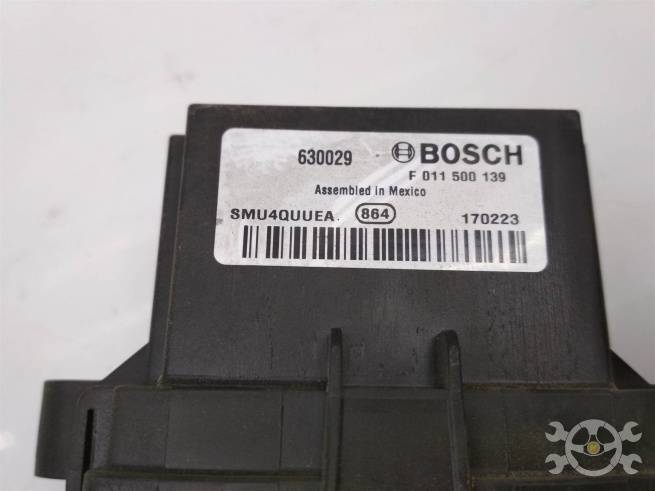 630029 BOSCH
F 011 500 139
Assembled in Mexico
SMU4QUUEA. 864 170223